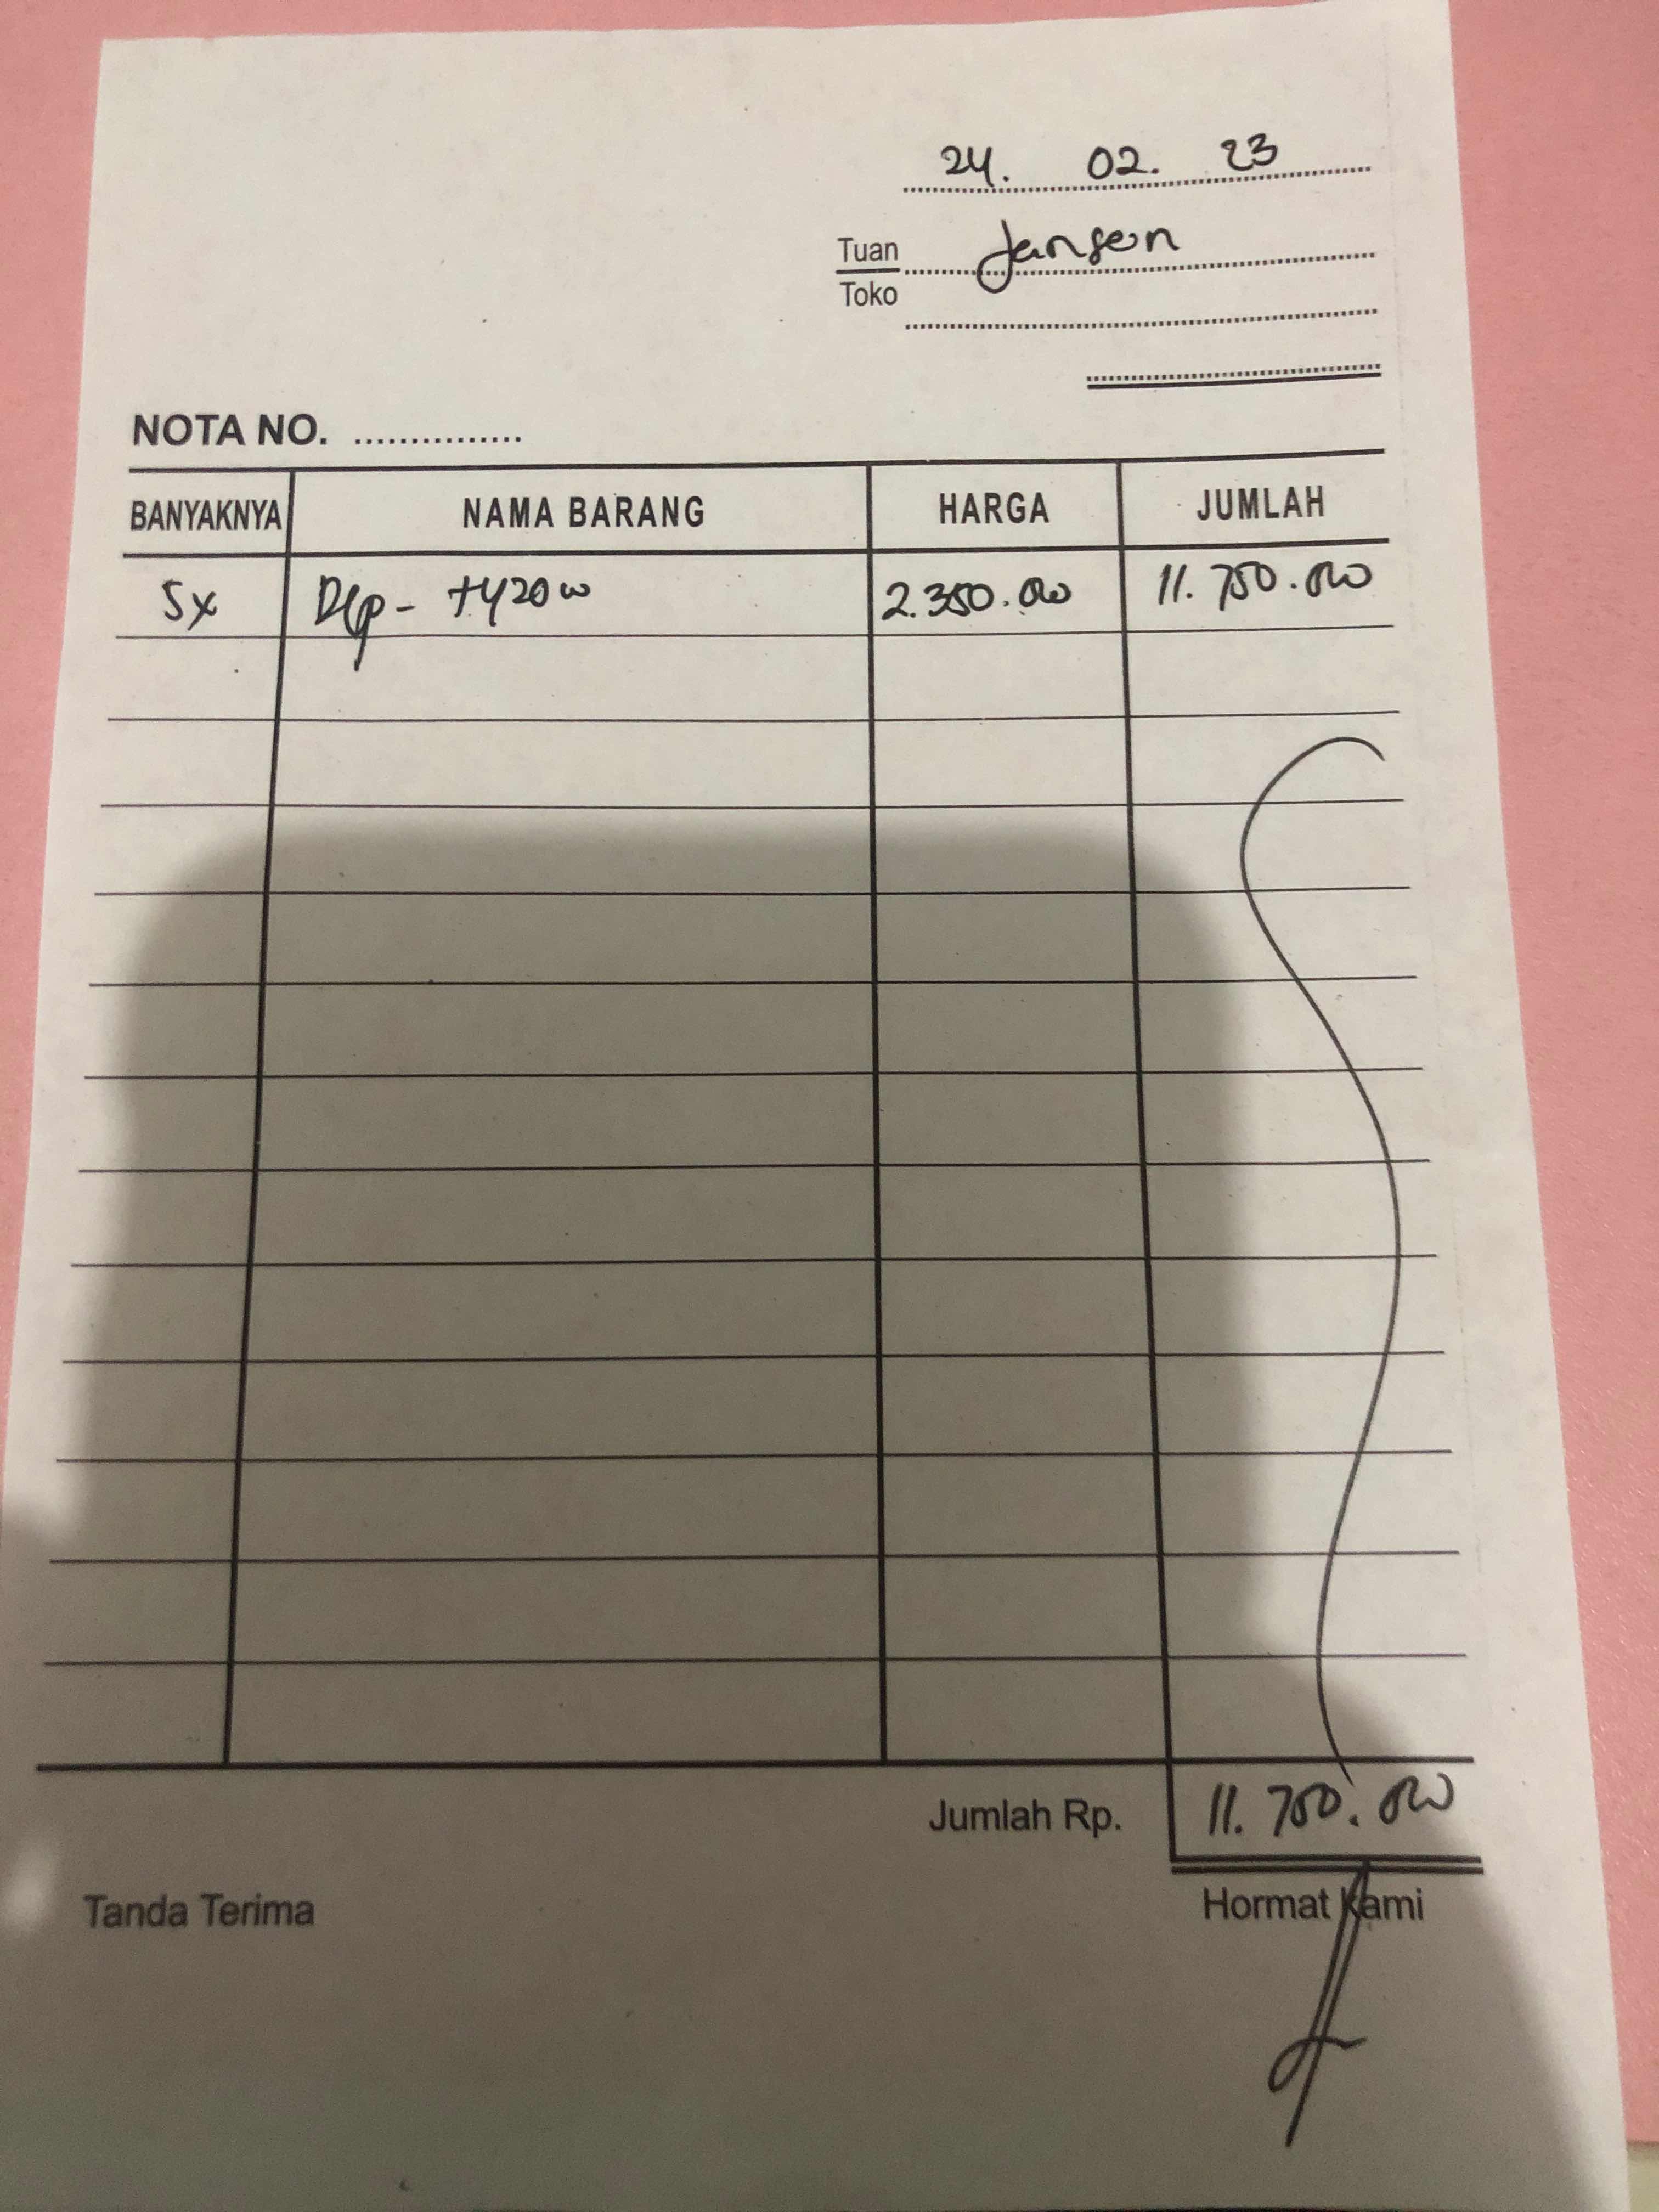 24. 02. 23
Tuan Jansen
Toko
NOTA NO. ...............
BANYAKNYA NAMA BARANG HARGA JUMLAH
5x 2.350.000 11.750.000
Jumlah Rp. 11.750.000
Tanda Terima Hormat Kami